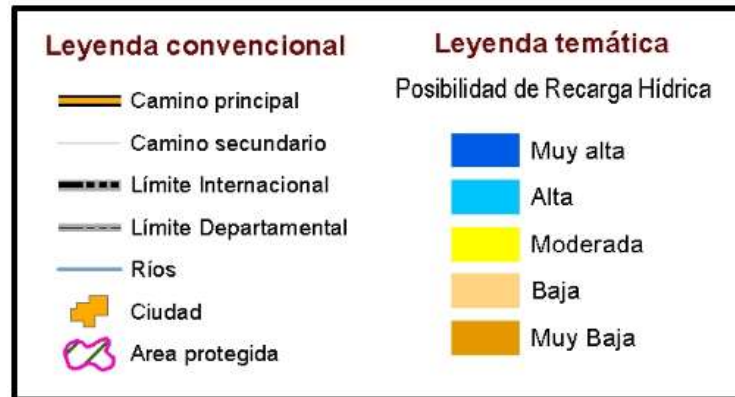 Leyenda convencional
Camino principal
Camino secundario
Límite Internacional
Límite Departamental
Ríos
Ciudad
Area protegida
Leyenda temática
Posibilidad de Recarga Hídrica
Muy alta
Alta
Moderada
Baja
Muy Baja